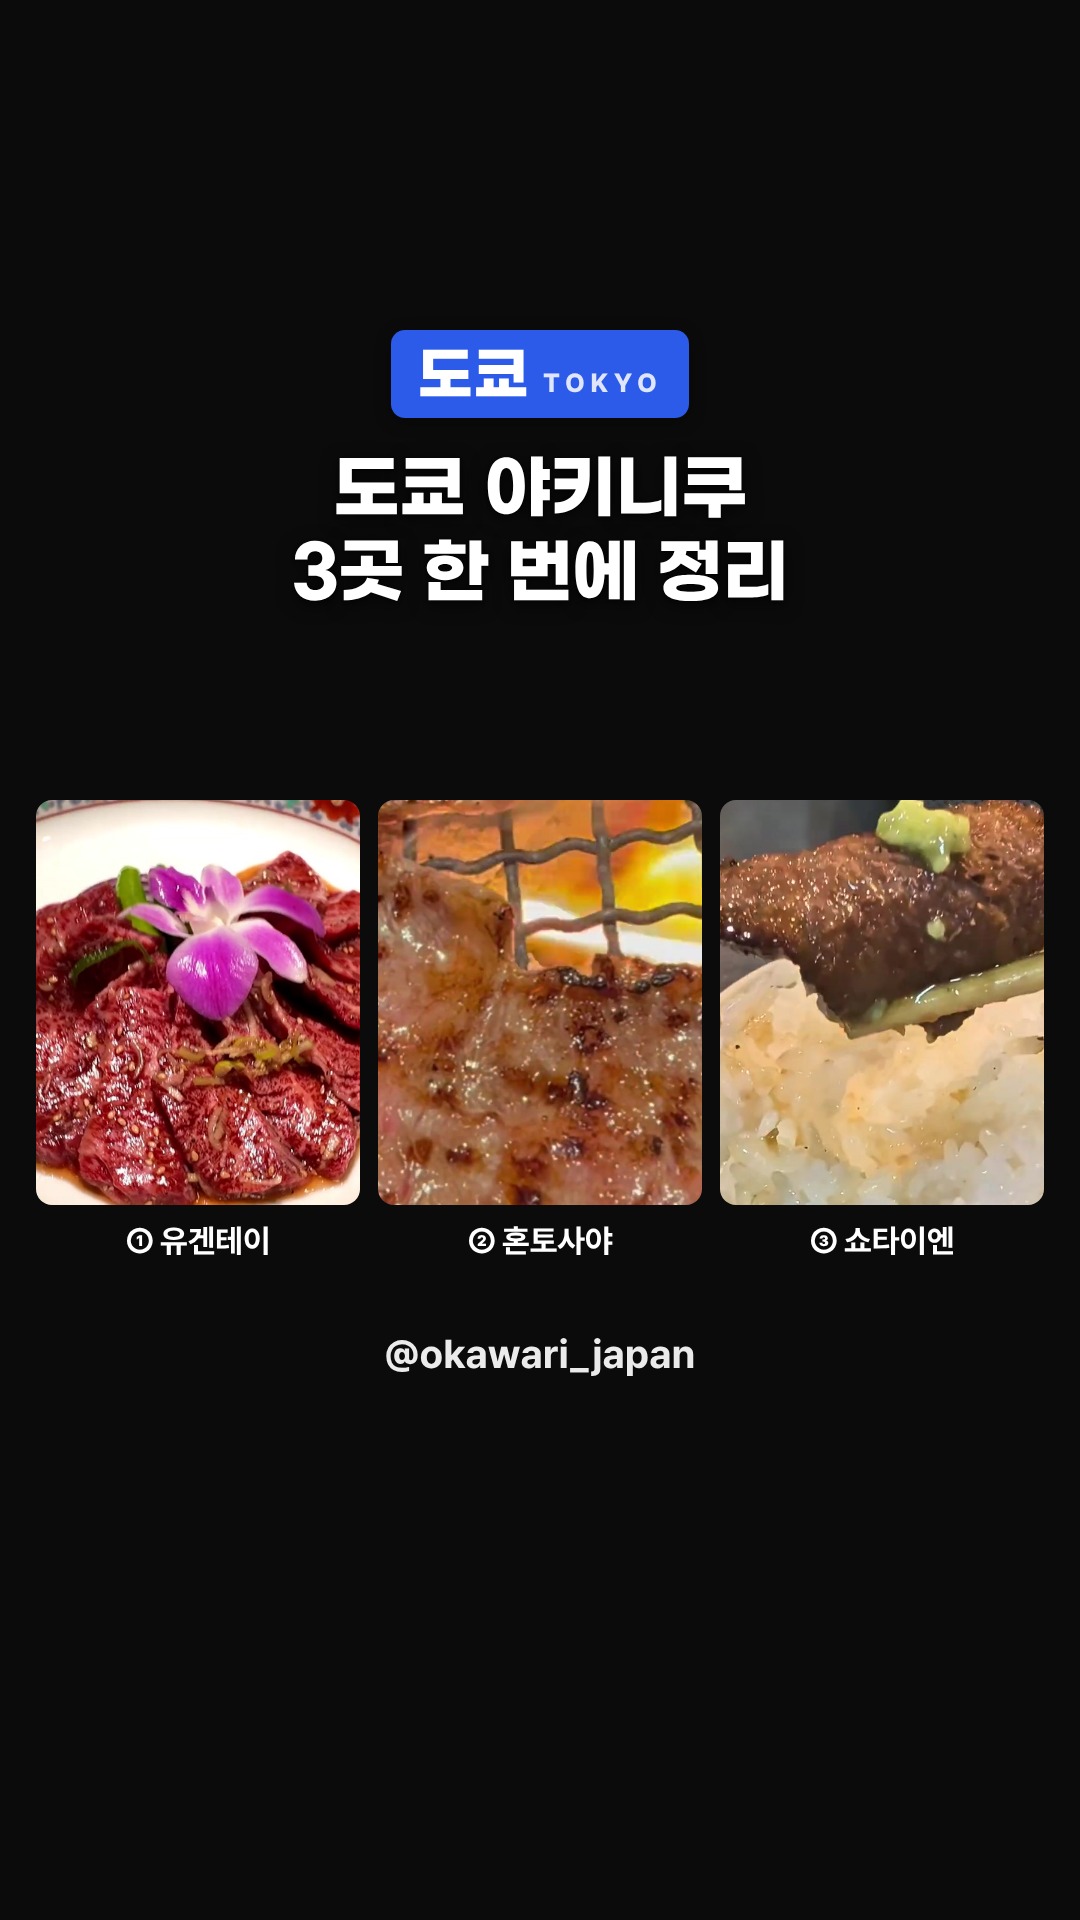 도쿄 TOKYO
도쿄 야키니쿠
3곳 한 번에 정리
① 유겐테이
② 혼토사야
③ 쇼타이엔
@okawari_japan